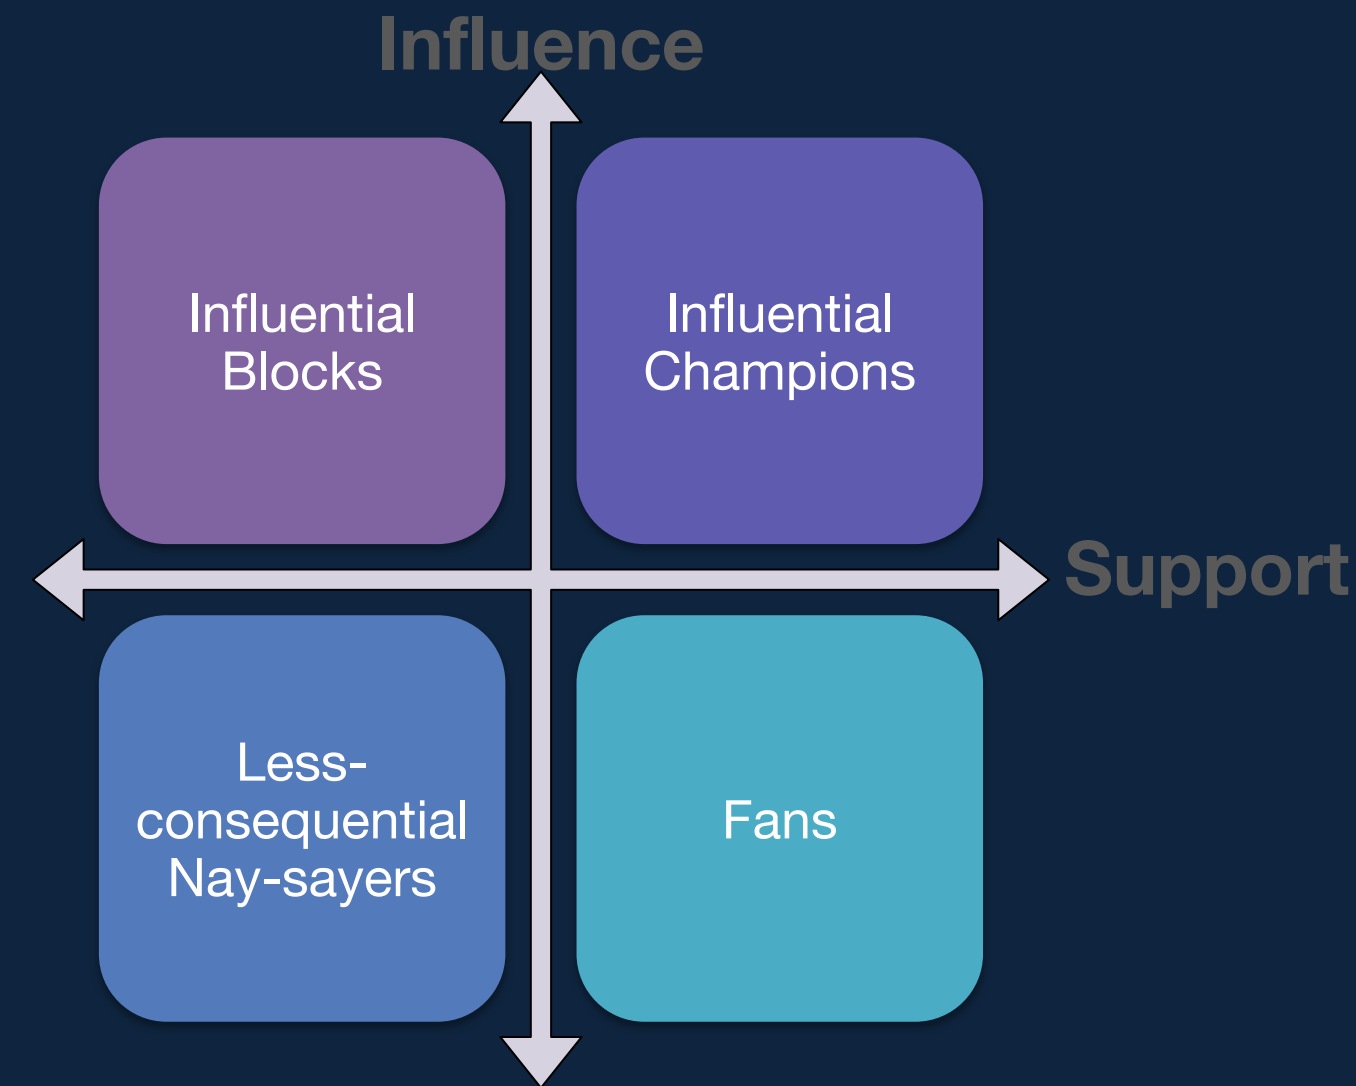 Influence
Influential
Blocks
Influential
Champions
Support
Less-
consequential
Nay-sayers
Fans